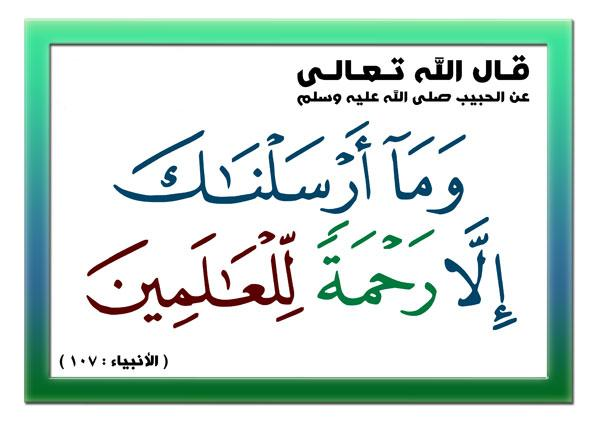 قال الله تعالى
عن الحبيب صلى الله عليه وسلم
وَمَآ أَرْسَلْنَـٰكَ
إِلَّا رَحْمَةً لِّلْعَـٰلَمِينَ
( الأنبياء : ١٠٧ )